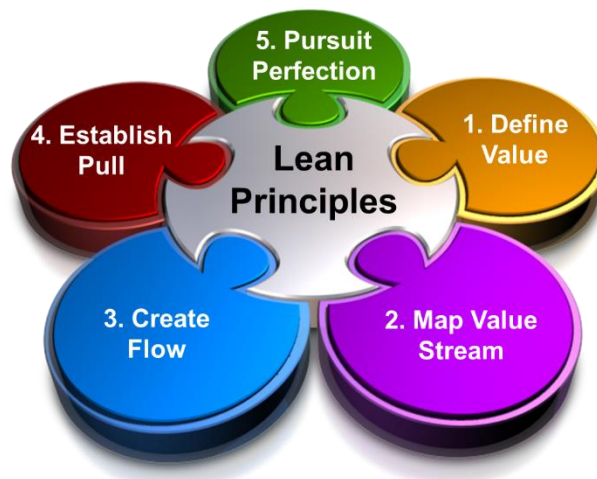 Lean
Principles
1. Define
Value
2. Map Value
Stream
3. Create
Flow
4. Establish
Pull
5. Pursuit
Perfection